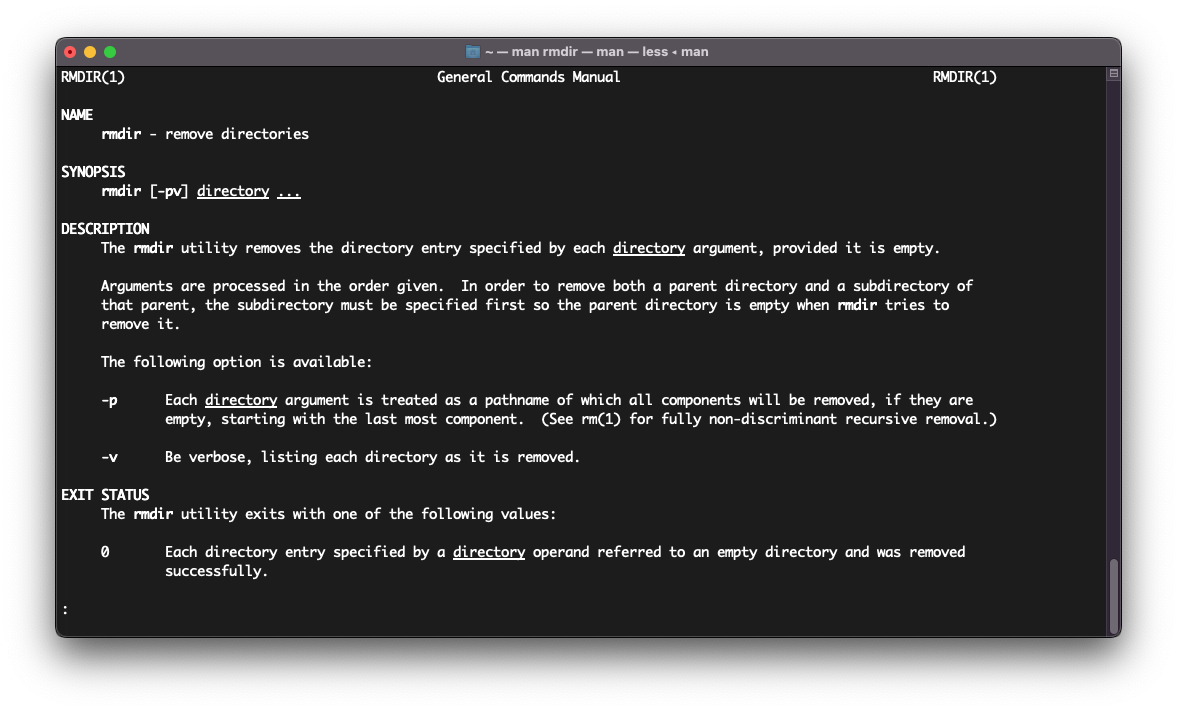 ~ — man rmdir — man — less ◂ man
RMDIR(1) General Commands Manual RMDIR(1)
NAME
rmdir - remove directories
SYNOPSIS
rmdir [-pv] directory ...
DESCRIPTION
The rmdir utility removes the directory entry specified by each directory argument, provided it is empty.
Arguments are processed in the order given.  In order to remove both a parent directory and a subdirectory of
that parent, the subdirectory must be specified first so the parent directory is empty when rmdir tries to
remove it.
The following option is available:
-p Each directory argument is treated as a pathname of which all components will be removed, if they are
empty, starting with the last most component.  (See rm(1) for fully non-discriminant recursive removal.)
-v Be verbose, listing each directory as it is removed.
EXIT STATUS
The rmdir utility exits with one of the following values:
0 Each directory entry specified by a directory operand referred to an empty directory and was removed
successfully.
: